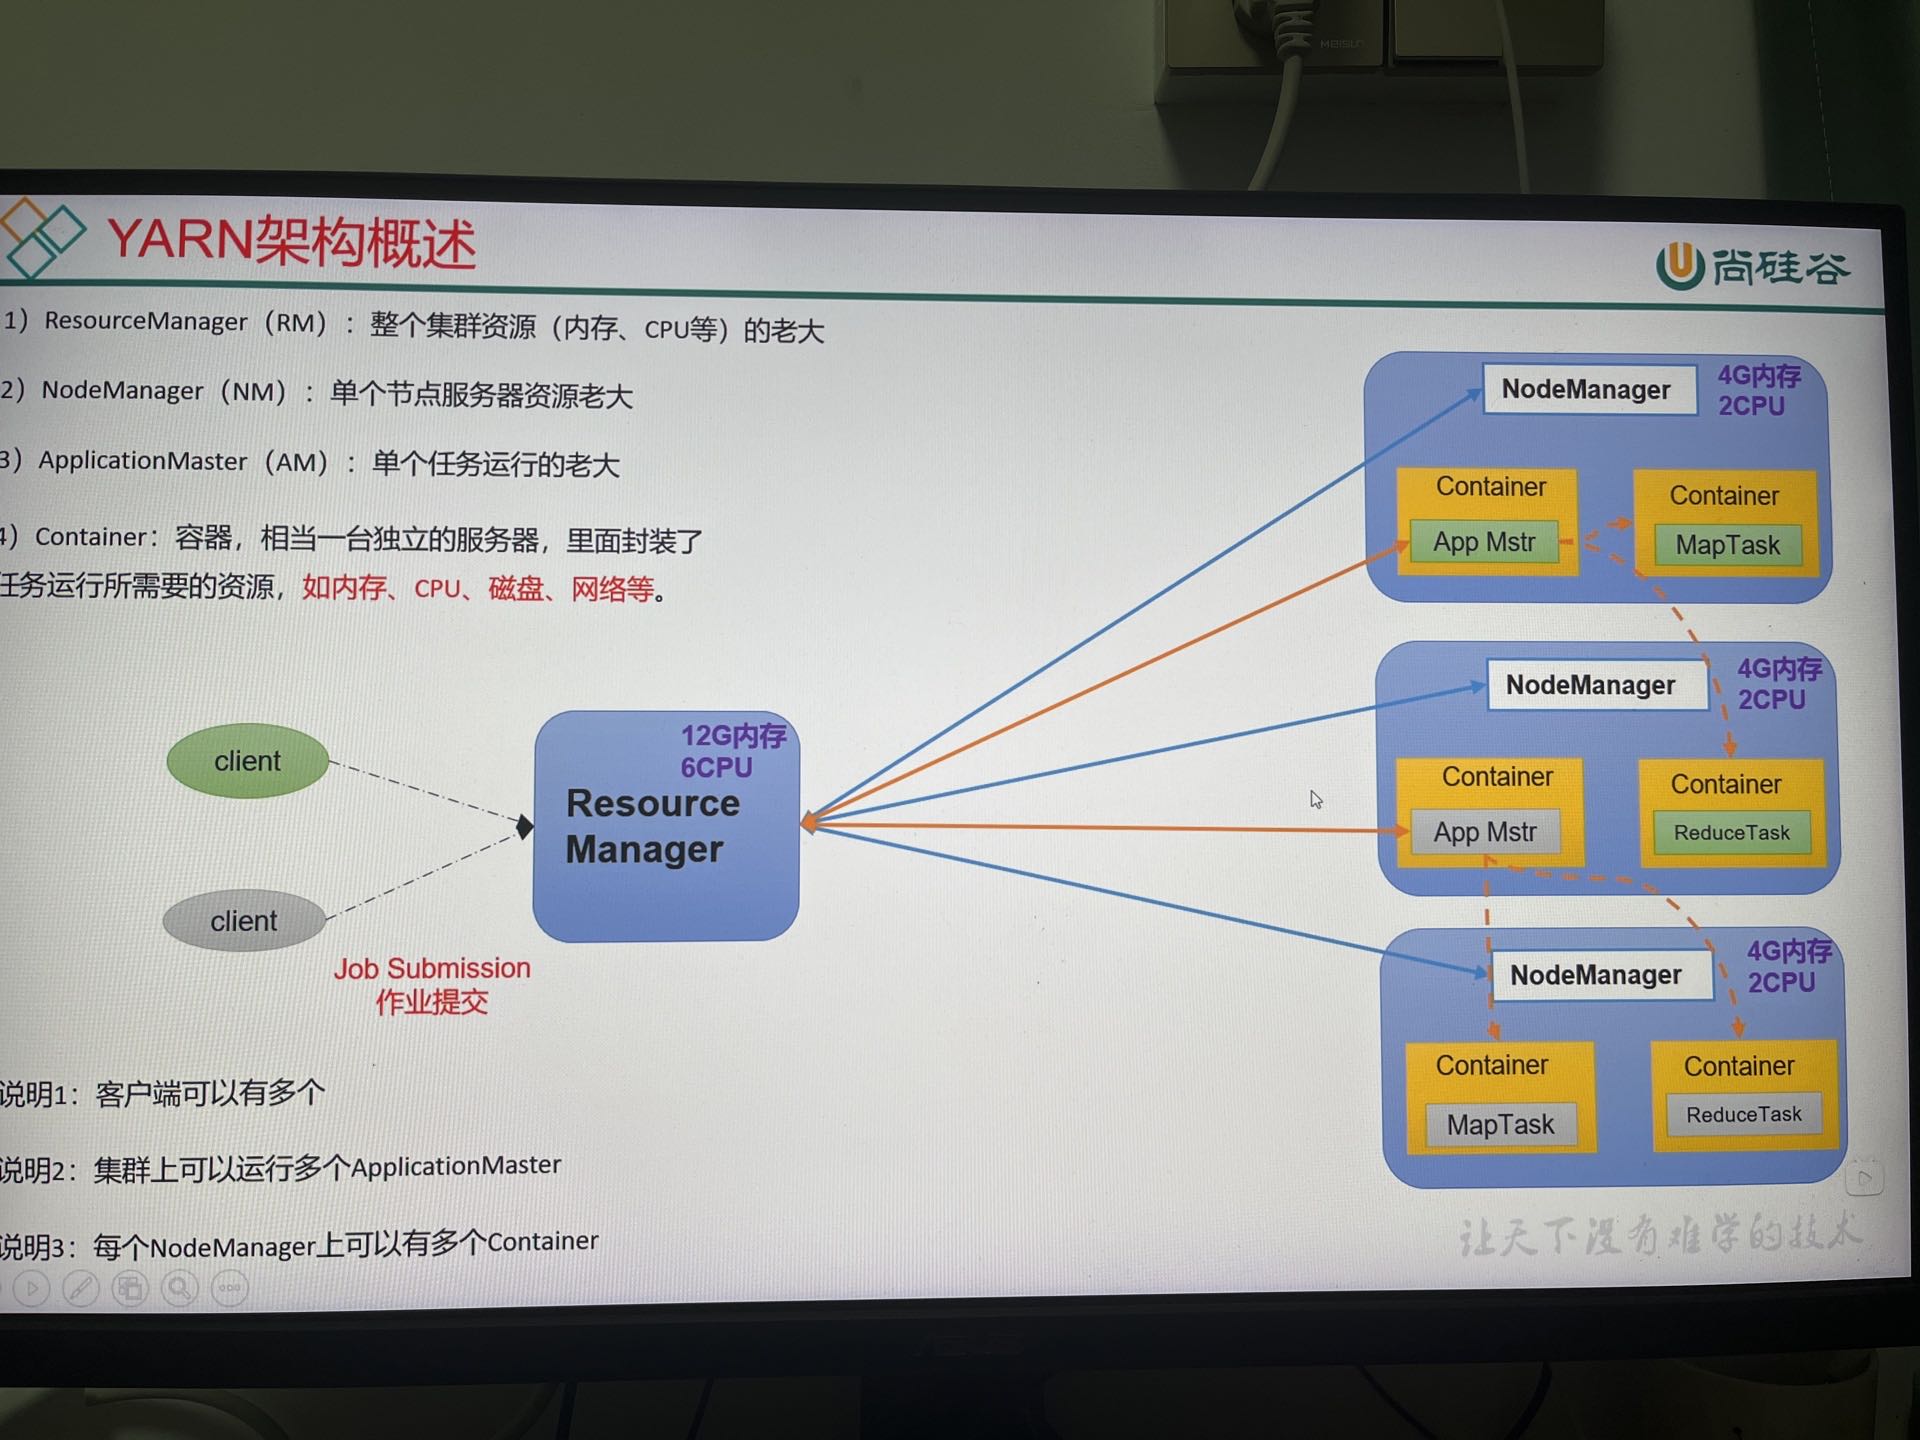 MEISILU
YARN架构概述
尚硅谷
1）ResourceManager（RM）：整个集群资源（内存、CPU等）的老大
2）NodeManager（NM）：单个节点服务器资源老大
3）ApplicationMaster（AM）：单个任务运行的老大
4）Container：容器，相当一台独立的服务器，里面封装了
任务运行所需要的资源，如内存、CPU、磁盘、网络等。
client
client
Job Submission
作业提交
12G内存
6CPU
Resource
Manager
NodeManager
4G内存
2CPU
Container
App Mstr
Container
MapTask
NodeManager
4G内存
2CPU
Container
App Mstr
Container
ReduceTask
NodeManager
4G内存
2CPU
Container
MapTask
Container
ReduceTask
说明1：客户端可以有多个
说明2：集群上可以运行多个ApplicationMaster
说明3：每个NodeManager上可以有多个Container
让天下没有难学的技术